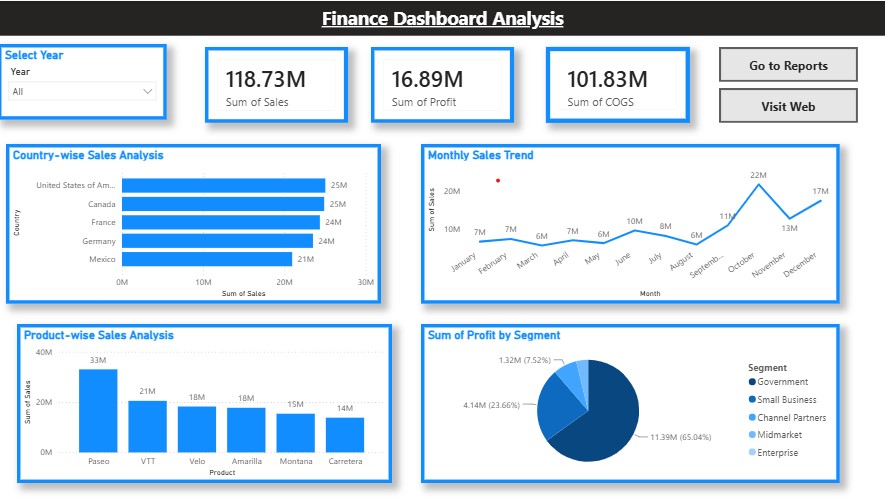 Finance Dashboard Analysis
Select Year
Year
All
118.73M
Sum of Sales
16.89M
Sum of Profit
101.83M
Sum of COGS
Go to Reports
Visit Web
Country-wise Sales Analysis
Country
United States of Am...
25M
Canada
25M
France
24M
Germany
24M
Mexico
21M
0M 10M 20M 30M
Sum of Sales
Monthly Sales Trend
Sum of Sales
20M
10M
7M 7M 6M 7M 6M 10M 8M 6M 11M 22M 13M 17M
January February March April May June July August Septemb... October November December
Month
Product-wise Sales Analysis
Sum of Sales
40M
20M
0M
33M 21M 18M 18M 15M 14M
Paseo VTT Velo Amarilla Montana Carretera
Product
Sum of Profit by Segment
1.32M (7.52%)
4.14M (23.66%)
11.39M (65.04%)
Segment
Government
Small Business
Channel Partners
Midmarket
Enterprise